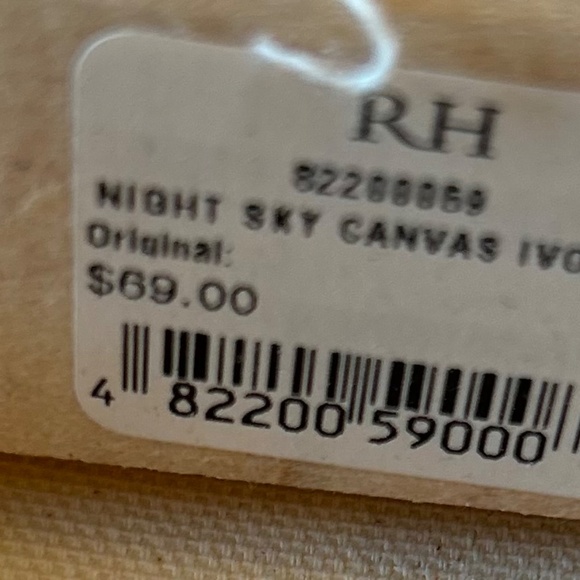 RH
NIGHT SKY CANVAS IVO
Original:
$69.00
4 82200 59000